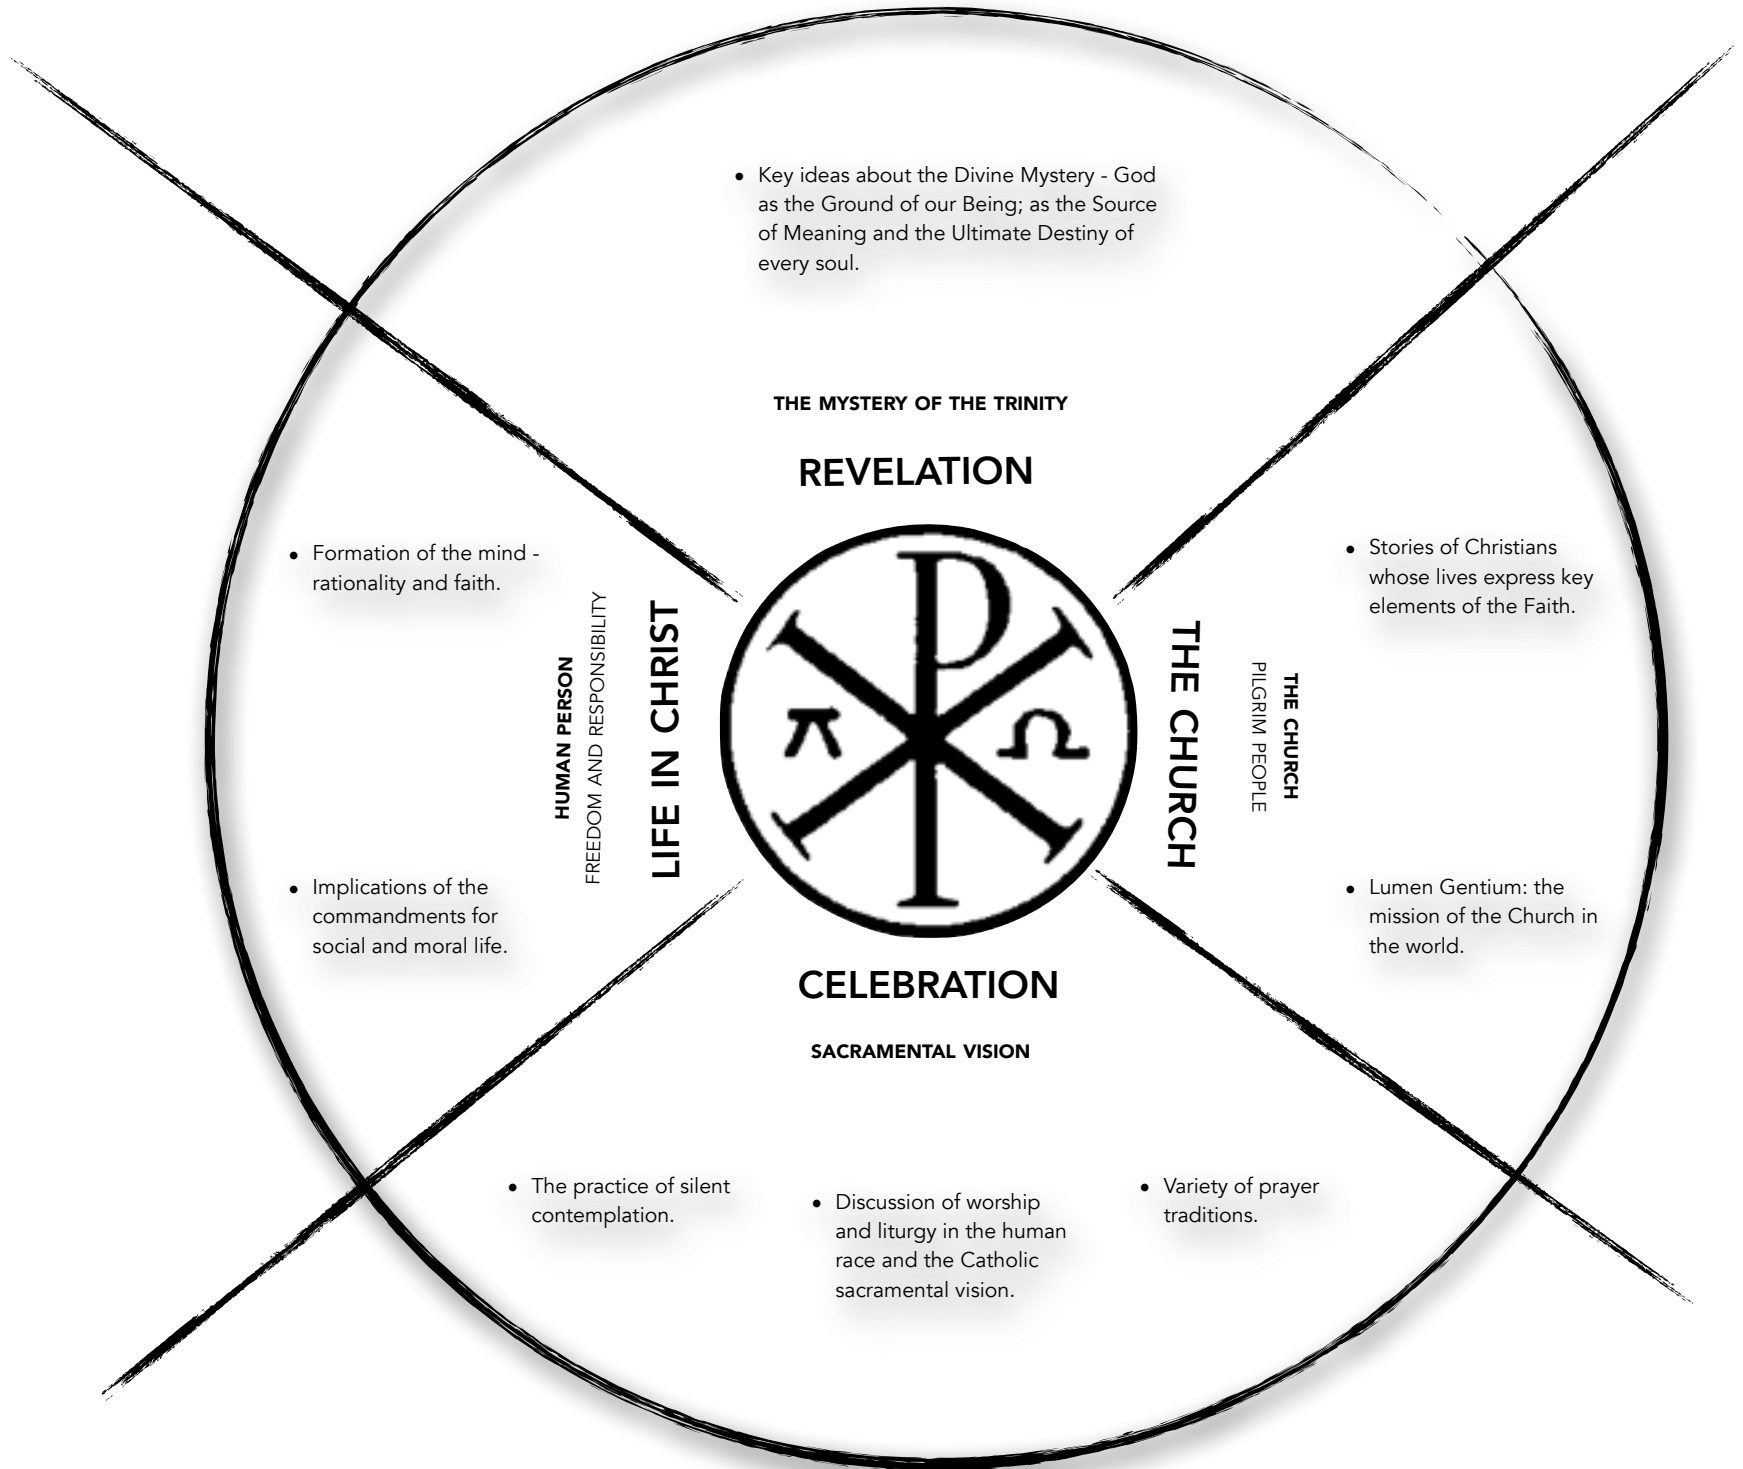 • Key ideas about the Divine Mystery - God
as the Ground of our Being; as the Source
of Meaning and the Ultimate Destiny of
every soul.
THE MYSTERY OF THE TRINITY
REVELATION
• Formation of the mind -
rationality and faith.
• Implications of the
commandments for
social and moral life.
HUMAN PERSON
FREEDOM AND RESPONSIBILITY
LIFE IN CHRIST
THE CHURCH
PILGRIM PEOPLE
THE CHURCH
• Stories of Christians
whose lives express key
elements of the Faith.
• Lumen Gentium: the
mission of the Church in
the world.
CELEBRATION
SACRAMENTAL VISION
• The practice of silent
contemplation.
• Discussion of worship
and liturgy in the human
race and the Catholic
sacramental vision.
• Variety of prayer
traditions.